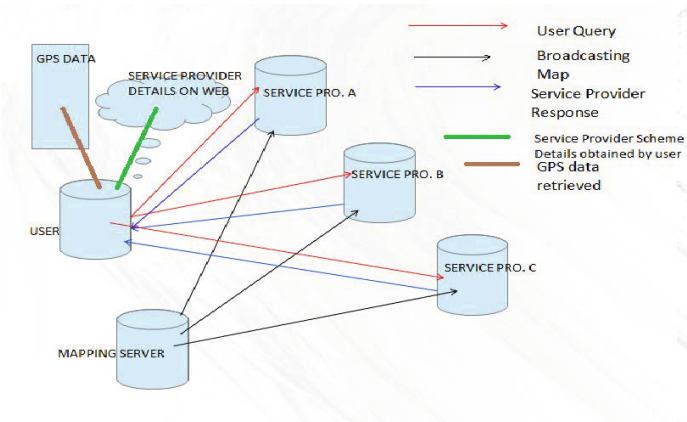 GPS DATA
SERVICE PROVIDER
DETAILS ON WEB
SERVICE PRO. A
SERVICE PRO. B
USER
SERVICE PRO. C
MAPPING SERVER
User Query
Broadcasting
Map
Service Provider
Response
Service Provider Scheme
Details obtained by user
GPS data
retrieved